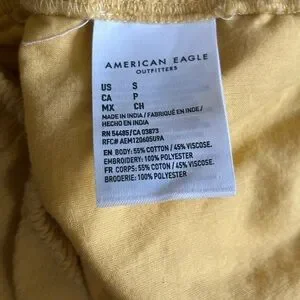 AMERICAN EAGLE
OUTFITTERS
US S
CA P
MX CH
MADE IN INDIA / FABRIQUÉ EN INDE /
HECHO EN INDIA
RN 54485/CA 03873
RFC# AEM120605U9A
EN BODY: 55% COTTON / 45% VISCOSE.
EMBROIDERY: 100% POLYESTER
FR CORPS: 55% COTON / 45% VISCOSE.
BRODERIE: 100% POLYESTER